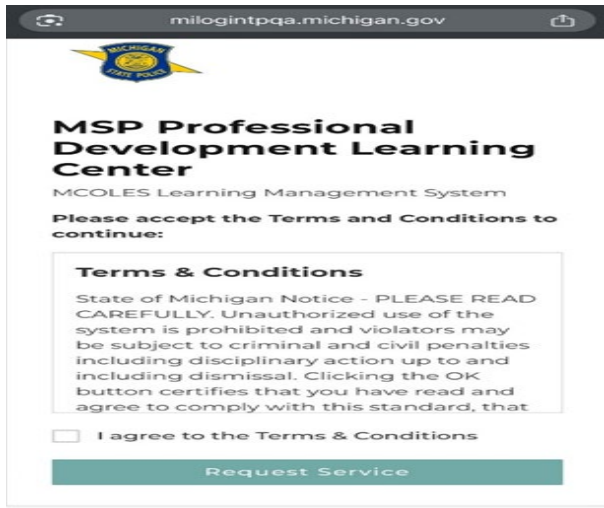 milogintpqa.michigan.gov
MICHIGAN
STATE POLICE
MSP Professional
Development Learning
Center
MCOLES Learning Management System
Please accept the Terms and Conditions to
continue:
Terms & Conditions
State of Michigan Notice - PLEASE READ
CAREFULLY. Unauthorized use of the
system is prohibited and violators may
be subject to criminal and civil penalties
including disciplinary action up to and
including dismissal. Clicking the OK
button certifies that you have read and
agree to comply with this standard, that
I agree to the Terms & Conditions
Request Service